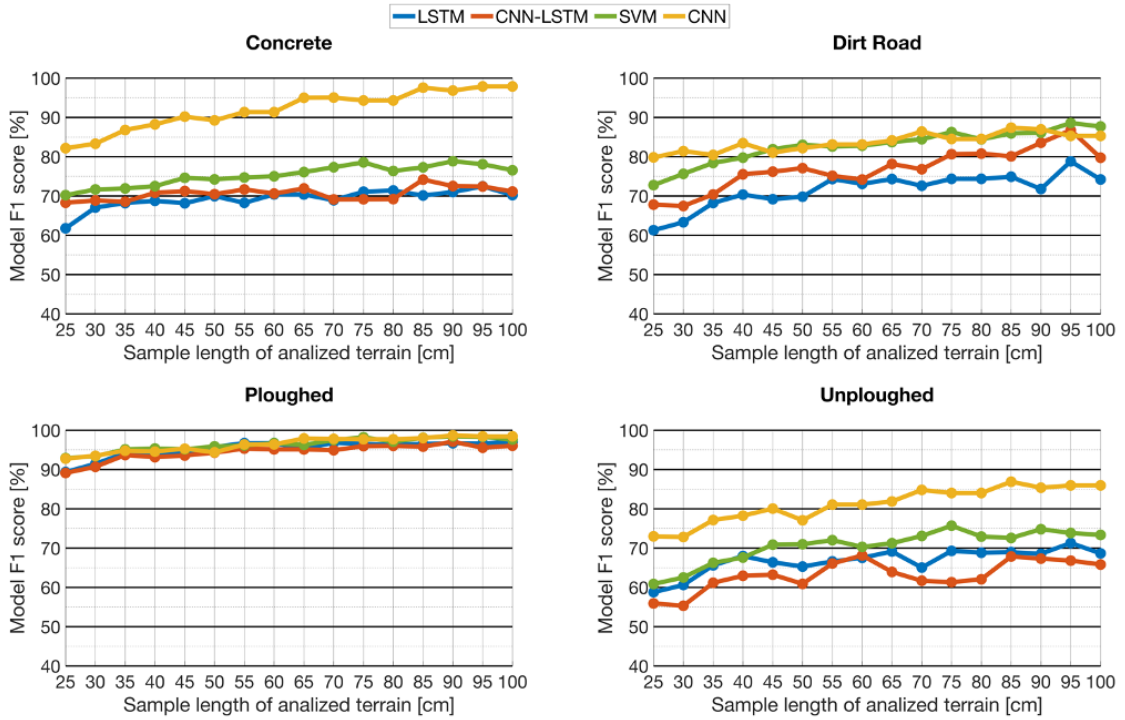 LSTM CNN-LSTM SVM CNN
Concrete
Model F1 score [%]
100
90
80
70
60
50
40
25 30 35 40 45 50 55 60 65 70 75 80 85 90 95 100
Sample length of analized terrain [cm]
Dirt Road
Model F1 score [%]
100
90
80
70
60
50
40
25 30 35 40 45 50 55 60 65 70 75 80 85 90 95 100
Sample length of analized terrain [cm]
Ploughed
Model F1 score [%]
100
90
80
70
60
50
40
25 30 35 40 45 50 55 60 65 70 75 80 85 90 95 100
Sample length of analized terrain [cm]
Unploughed
Model F1 score [%]
100
90
80
70
60
50
40
25 30 35 40 45 50 55 60 65 70 75 80 85 90 95 100
Sample length of analized terrain [cm]